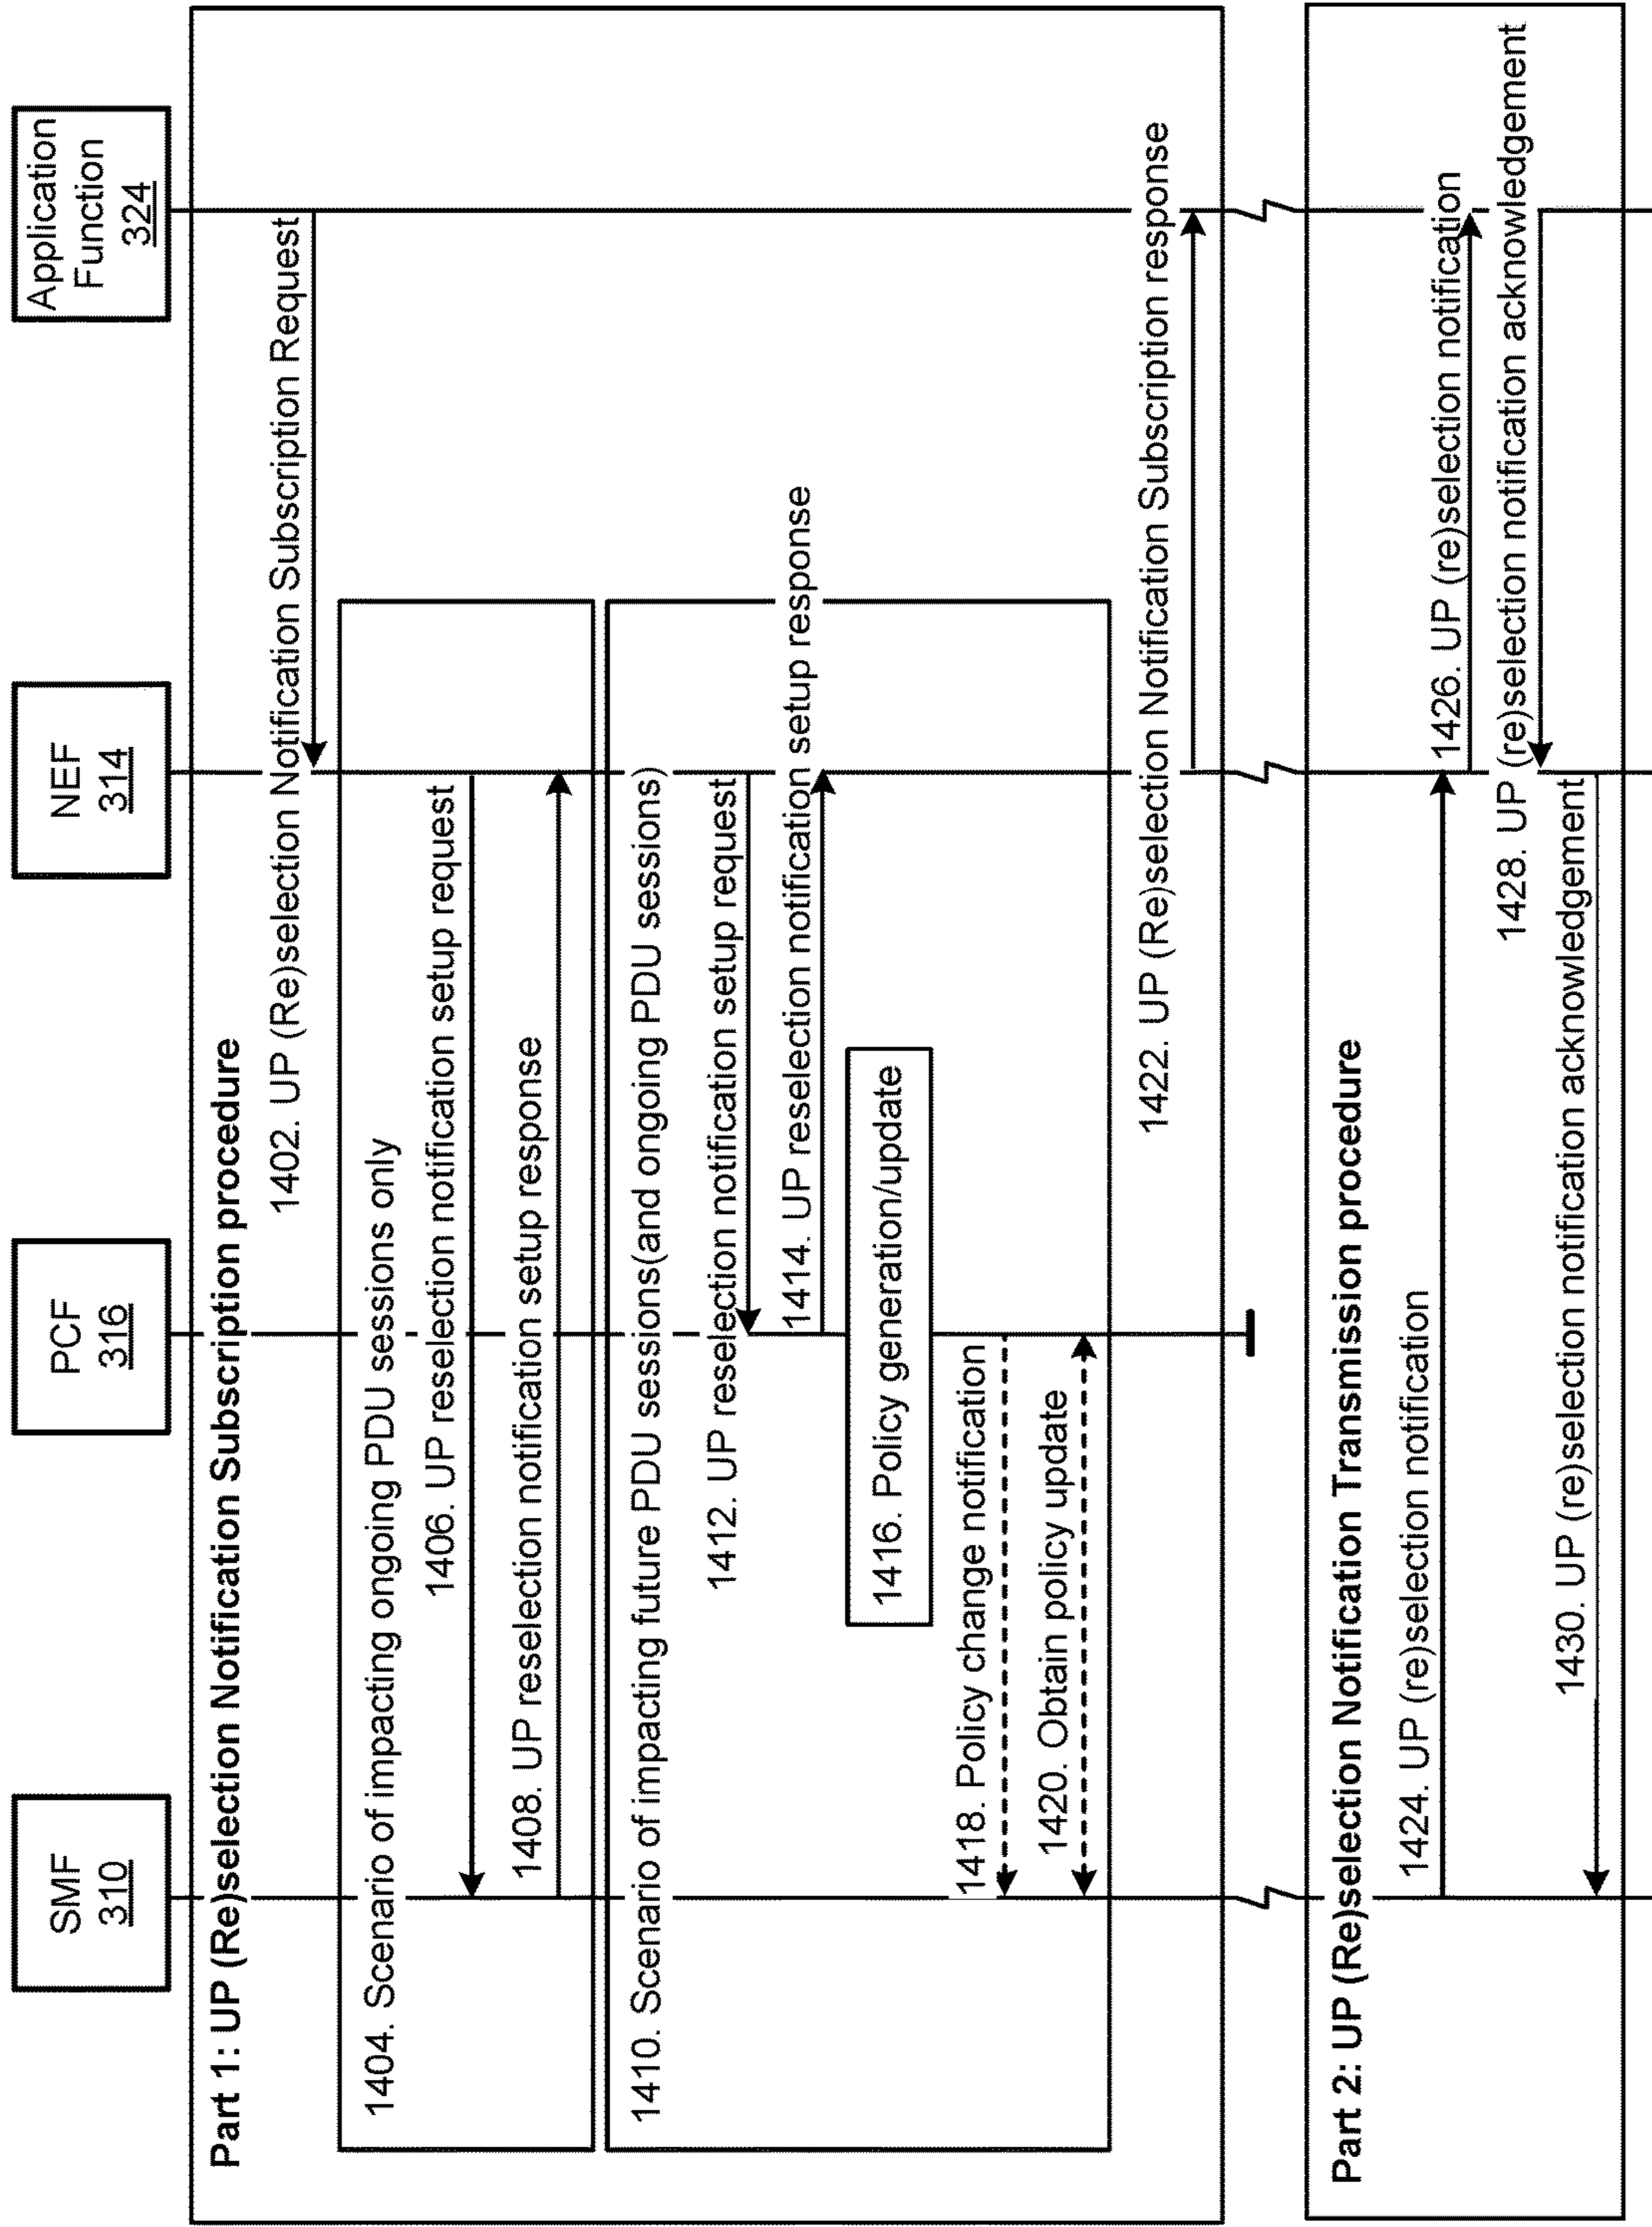 SMF
310
PCF
316
NEF
314
Application
Function
324
Part 1: UP (Re)selection Notification Subscription procedure
1402. UP (Re)selection Notification Subscription Request
1404. Scenario of impacting ongoing PDU sessions only
1406. UP reselection notification setup request
1408. UP reselection notification setup response
1410. Scenario of impacting future PDU sessions(and ongoing PDU sessions)
1412. UP reselection notification setup request
1414. UP reselection notification setup response
1416. Policy generation/update
1418. Policy change notification
1420. Obtain policy update
1422. UP (Re)selection Notification Subscription response
Part 2: UP (Re)selection Notification Transmission procedure
1424. UP (re)selection notification
1426. UP (re)selection notification
1428. UP (re)selection notification acknowledgement
1430. UP (re)selection notification acknowledgement